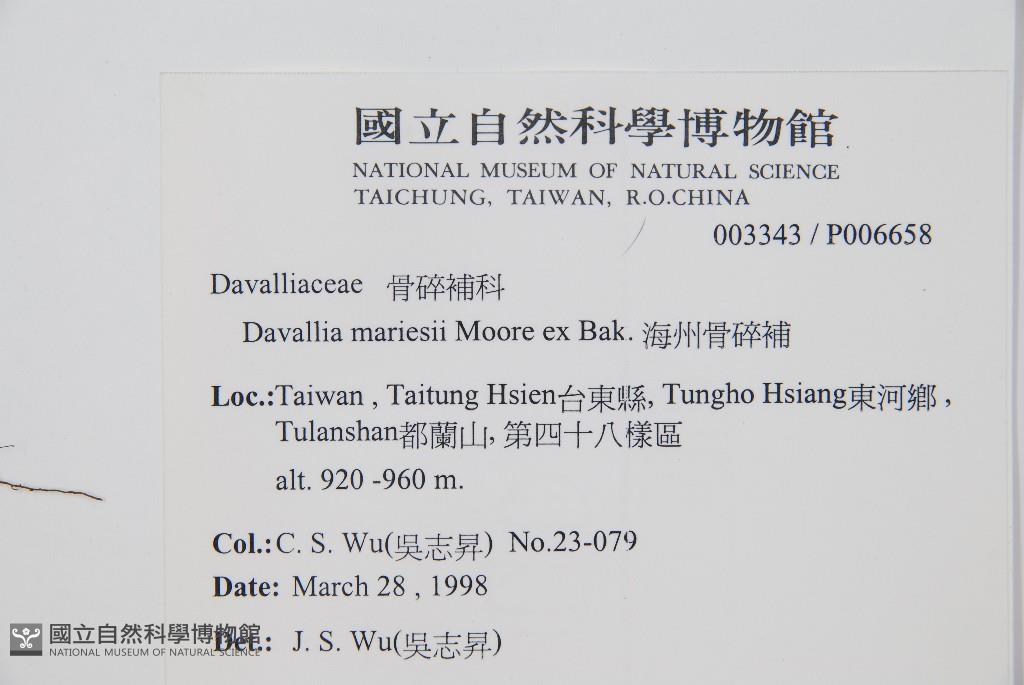 國立自然科學博物館
NATIONAL MUSEUM OF NATURAL SCIENCE
TAICHUNG, TAIWAN, R.O.CHINA
003343 / P006658
Davalliaceae 骨碎補科
Davallia mariesii Moore ex Bak. 海州骨碎補
Loc.:Taiwan , Taitung Hsien台東縣, Tungho Hsiang東河鄉 ,
Tulanshan都蘭山, 第四十八樣區
alt. 920 -960 m.
Col.: C. S. Wu(吳志昇) No.23-079
Date: March 28 , 1998
Det.: J. S. Wu(吳志昇)
國立自然科學博物館
NATIONAL MUSEUM OF NATURAL SCIENCE